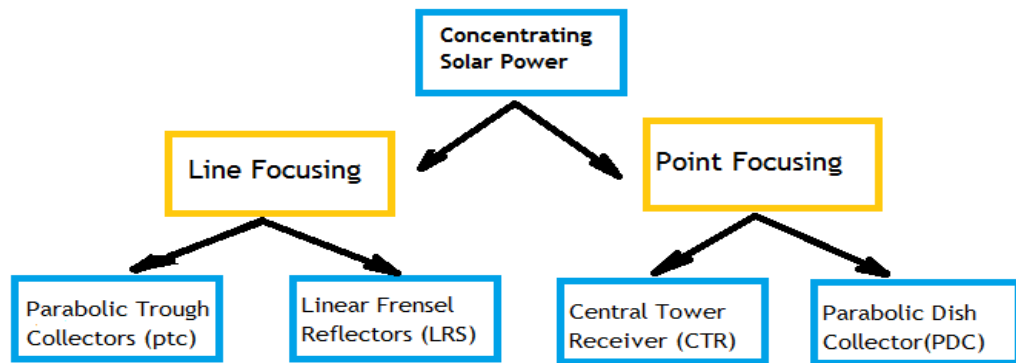 Concentrating
Solar Power
Line Focusing
Point Focusing
Parabolic Trough
Collectors (ptc)
Linear Frensel
Reflectors (LRS)
Central Tower
Receiver (CTR)
Parabolic Dish
Collector(PDC)